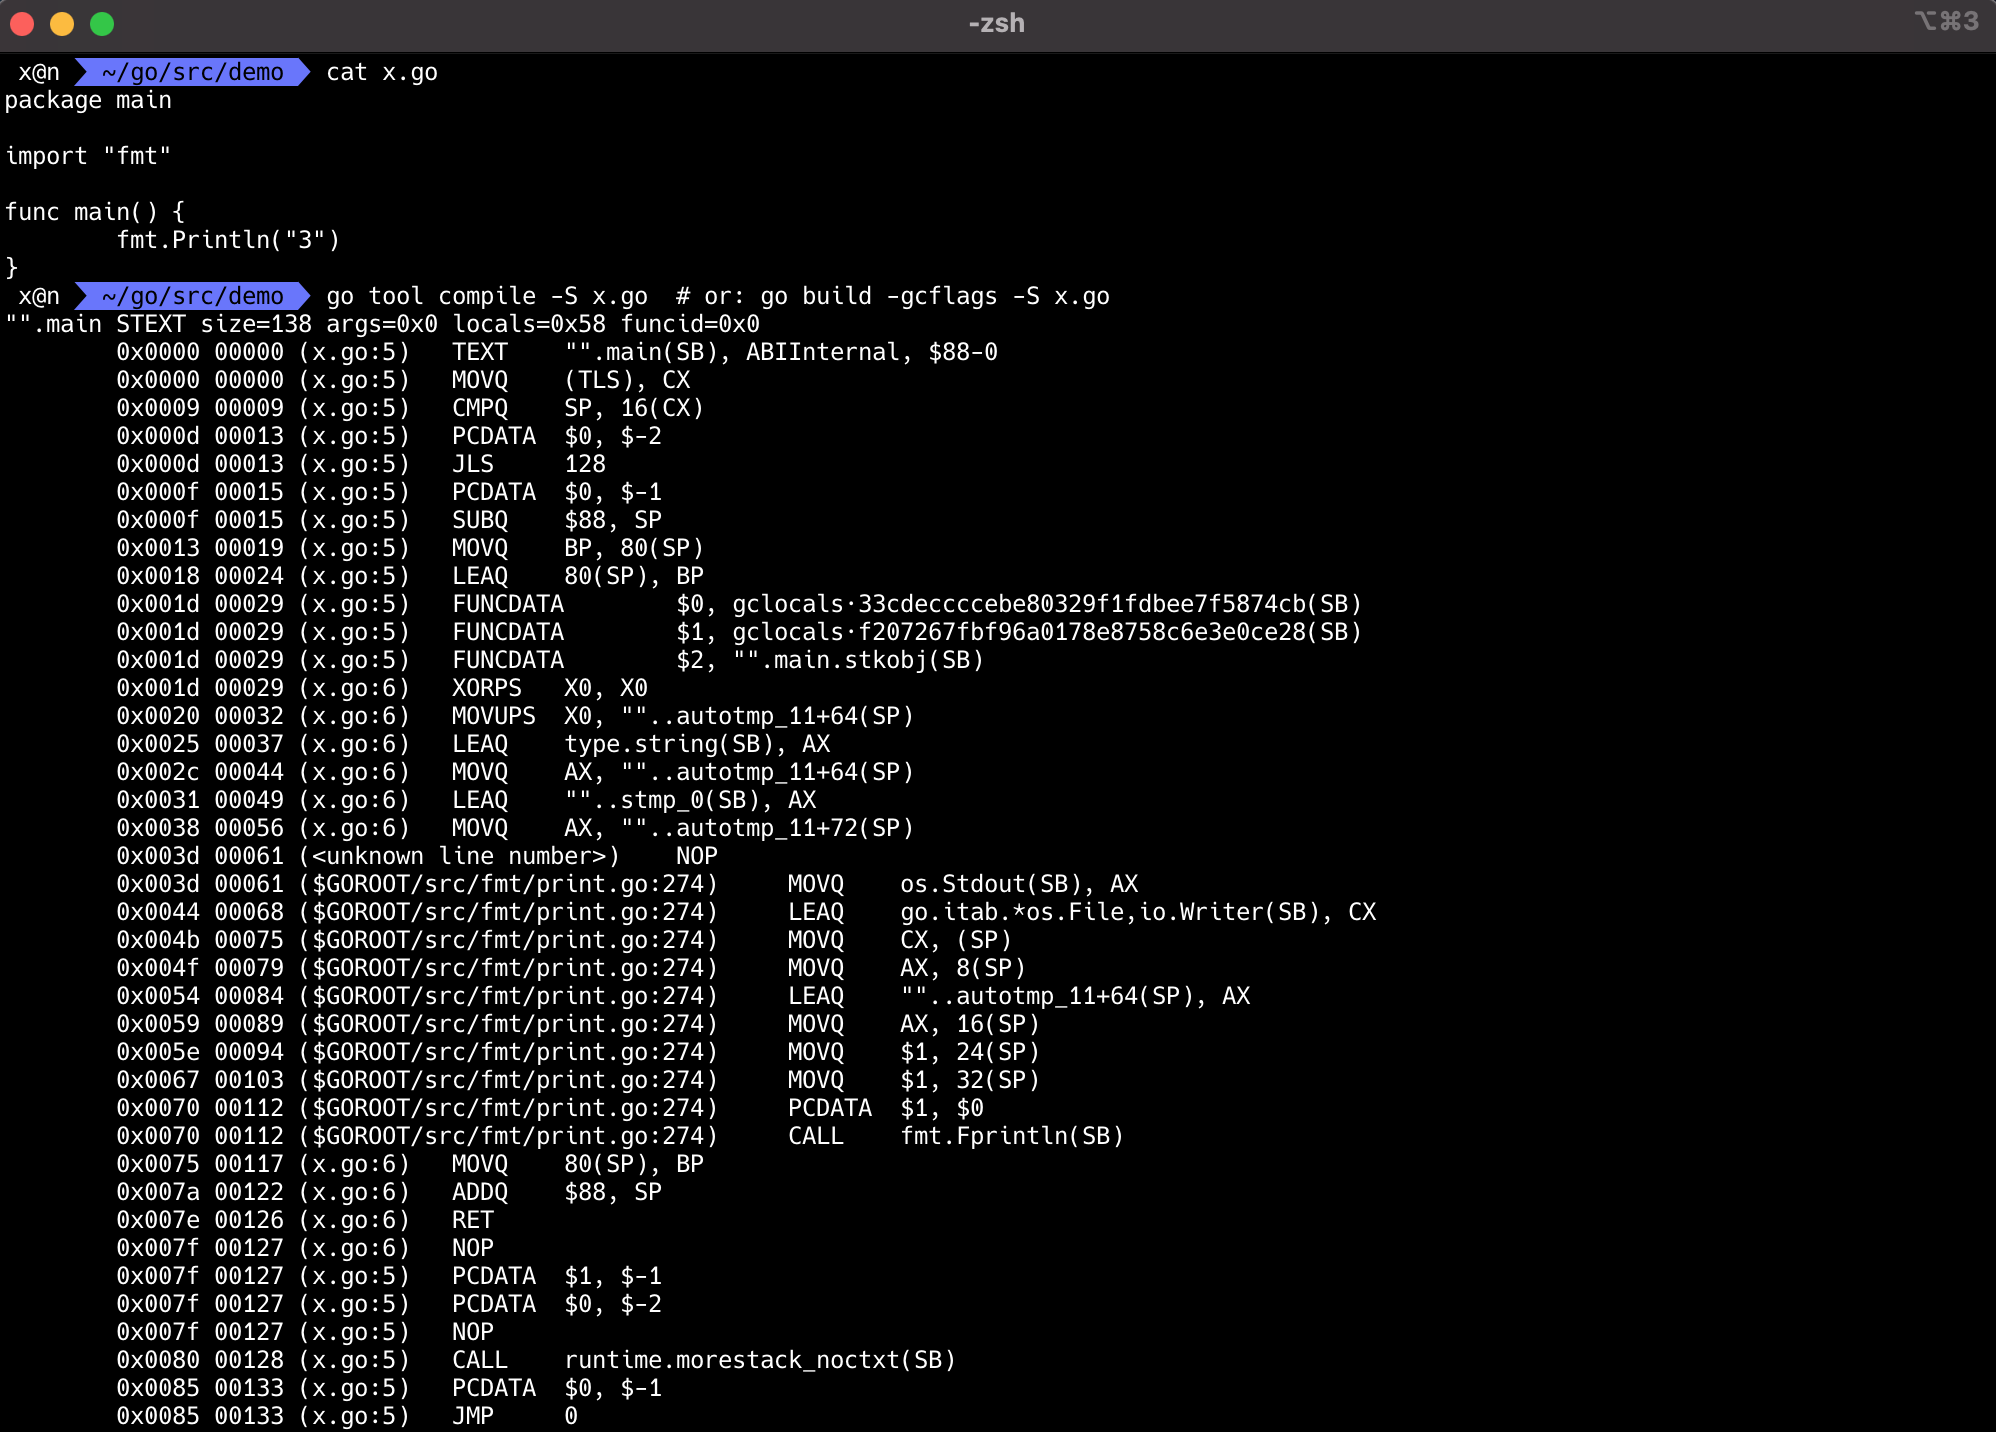 -zsh
⌥⌘3
x@n ~/go/src/demo cat x.go
package main
import "fmt"
func main() {
        fmt.Println("3")
}
x@n ~/go/src/demo go tool compile -S x.go  # or: go build -gcflags -S x.go
"".main STEXT size=138 args=0x0 locals=0x58 funcid=0x0
        0x0000 00000 (x.go:5)   TEXT    "".main(SB), ABIInternal, $88-0
        0x0000 00000 (x.go:5)   MOVQ    (TLS), CX
        0x0009 00009 (x.go:5)   CMPQ    SP, 16(CX)
        0x000d 00013 (x.go:5)   PCDATA  $0, $-2
        0x000d 00013 (x.go:5)   JLS     128
        0x000f 00015 (x.go:5)   PCDATA  $0, $-1
        0x000f 00015 (x.go:5)   SUBQ    $88, SP
        0x0013 00019 (x.go:5)   MOVQ    BP, 80(SP)
        0x0018 00024 (x.go:5)   LEAQ    80(SP), BP
        0x001d 00029 (x.go:5)   FUNCDATA        $0, gclocals·33cdeccccebe80329f1fdbee7f5874cb(SB)
        0x001d 00029 (x.go:5)   FUNCDATA        $1, gclocals·f207267fbf96a0178e8758c6e3e0ce28(SB)
        0x001d 00029 (x.go:5)   FUNCDATA        $2, "".main.stkobj(SB)
        0x001d 00029 (x.go:6)   XORPS   X0, X0
        0x0020 00032 (x.go:6)   MOVUPS  X0, ""..autotmp_11+64(SP)
        0x0025 00037 (x.go:6)   LEAQ    type.string(SB), AX
        0x002c 00044 (x.go:6)   MOVQ    AX, ""..autotmp_11+64(SP)
        0x0031 00049 (x.go:6)   LEAQ    ""..stmp_0(SB), AX
        0x0038 00056 (x.go:6)   MOVQ    AX, ""..autotmp_11+72(SP)
        0x003d 00061 (<unknown line number>)    NOP
        0x003d 00061 ($GOROOT/src/fmt/print.go:274)     MOVQ    os.Stdout(SB), AX
        0x0044 00068 ($GOROOT/src/fmt/print.go:274)     LEAQ    go.itab.*os.File,io.Writer(SB), CX
        0x004b 00075 ($GOROOT/src/fmt/print.go:274)     MOVQ    CX, (SP)
        0x004f 00079 ($GOROOT/src/fmt/print.go:274)     MOVQ    AX, 8(SP)
        0x0054 00084 ($GOROOT/src/fmt/print.go:274)     LEAQ    ""..autotmp_11+64(SP), AX
        0x0059 00089 ($GOROOT/src/fmt/print.go:274)     MOVQ    AX, 16(SP)
        0x005e 00094 ($GOROOT/src/fmt/print.go:274)     MOVQ    $1, 24(SP)
        0x0067 00103 ($GOROOT/src/fmt/print.go:274)     MOVQ    $1, 32(SP)
        0x0070 00112 ($GOROOT/src/fmt/print.go:274)     PCDATA  $1, $0
        0x0070 00112 ($GOROOT/src/fmt/print.go:274)     CALL    fmt.Fprintln(SB)
        0x0075 00117 (x.go:6)   MOVQ    80(SP), BP
        0x007a 00122 (x.go:6)   ADDQ    $88, SP
        0x007e 00126 (x.go:6)   RET
        0x007f 00127 (x.go:6)   NOP
        0x007f 00127 (x.go:5)   PCDATA  $1, $-1
        0x007f 00127 (x.go:5)   PCDATA  $0, $-2
        0x007f 00127 (x.go:5)   NOP
        0x0080 00128 (x.go:5)   CALL    runtime.morestack_noctxt(SB)
        0x0085 00133 (x.go:5)   PCDATA  $0, $-1
        0x0085 00133 (x.go:5)   JMP     0